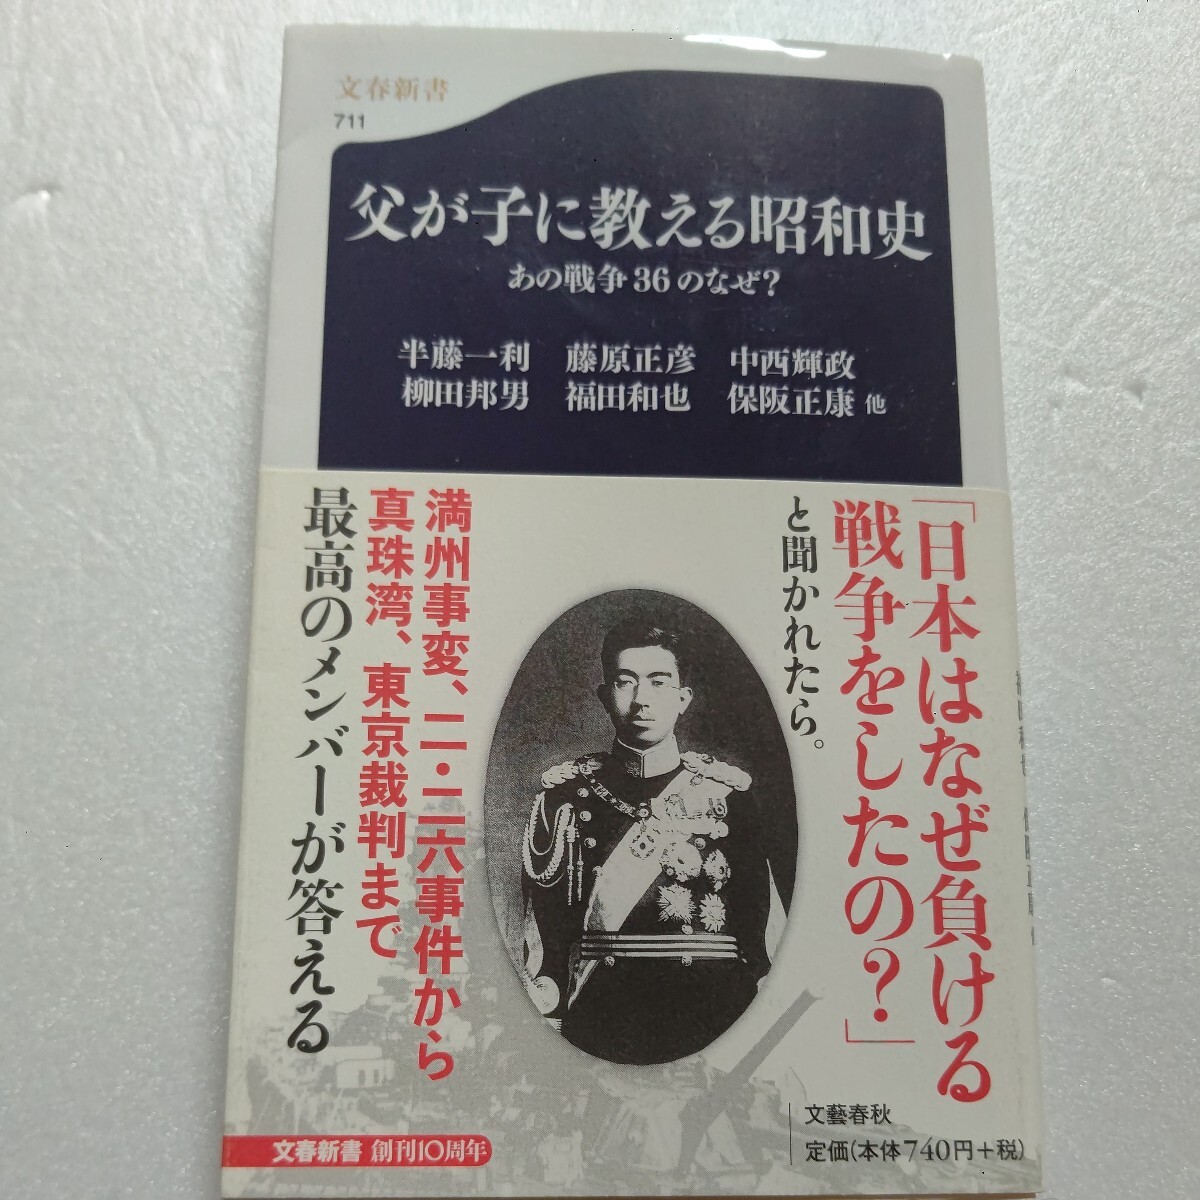 文春新書
711
父が子に教える昭和史
あの戦争36のなぜ?
半藤一利 藤原正彦 中西輝政
柳田邦男 福田和也 保阪正康 他
「日本はなぜ負ける
戦争をしたの?」
と聞かれたら。
満州事変、二・二六事件から
真珠湾、東京裁判まで
最高のメンバーが答える
文藝春秋
定価(本体740円+税)
文春新書 創刊10周年